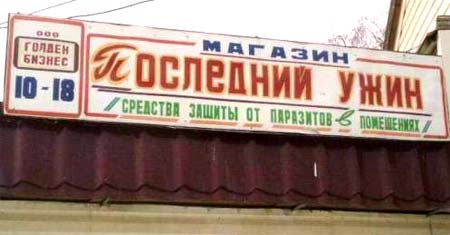 ООО
ГОЛДЕН
БИЗНЕС
10-18
МАГАЗИН
ПОСЛЕДНИЙ УЖИН
СРЕДСТВА ЗАЩИТЫ ОТ ПАРАЗИТОВ в ПОМЕЩЕНИЯХ